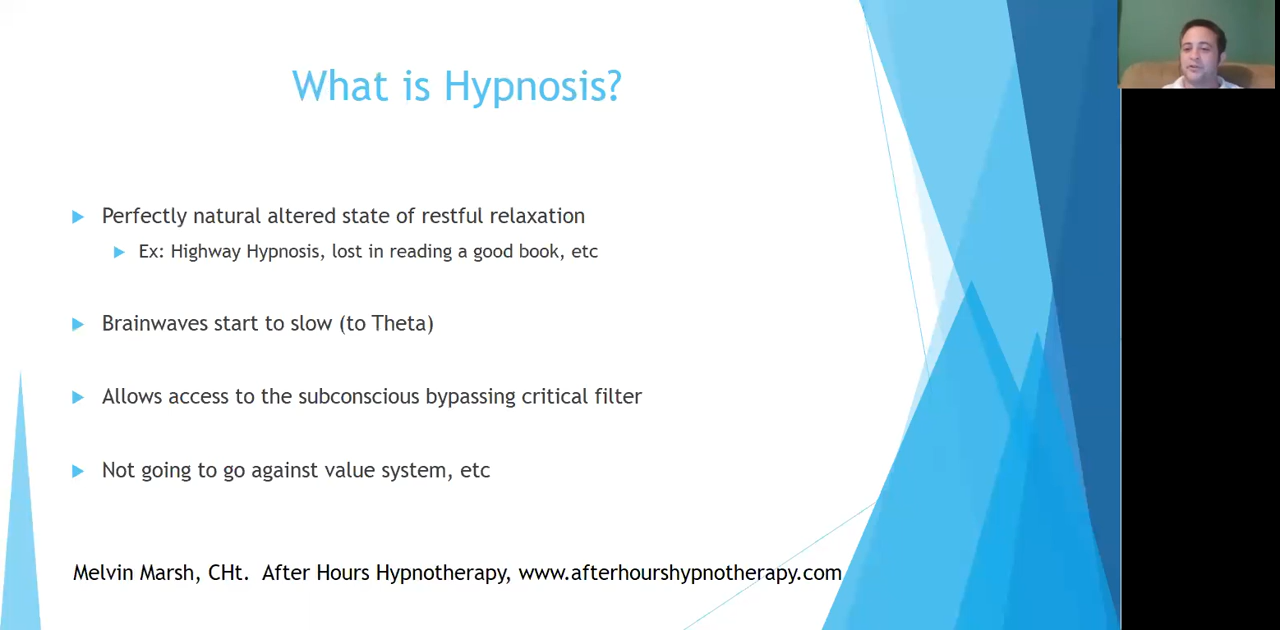 What is Hypnosis?
Perfectly natural altered state of restful relaxation
Ex: Highway Hypnosis, lost in reading a good book, etc
Brainwaves start to slow (to Theta)
Allows access to the subconscious bypassing critical filter
Not going to go against value system, etc
Melvin Marsh, CHt.  After Hours Hypnotherapy, www.afterhourshypnotherapy.com